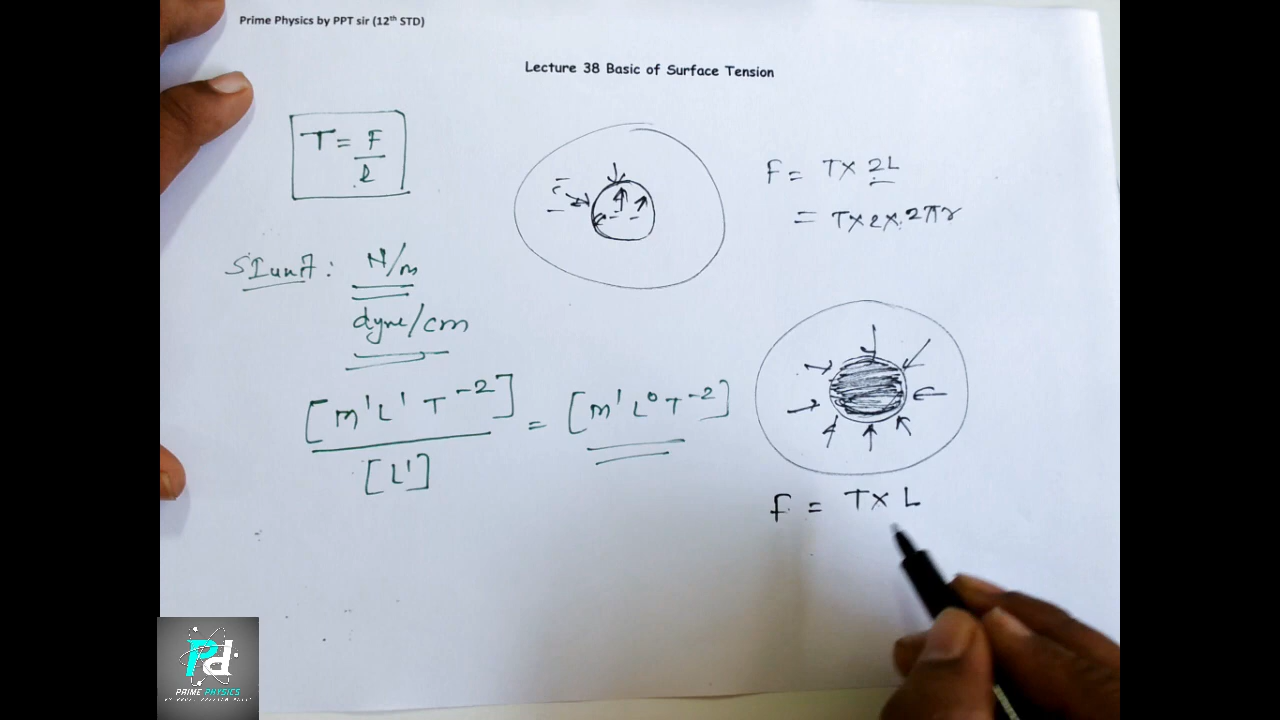 Prime Physics by PPT sir (12th STD)
Lecture 38 Basic of Surface Tension
T = F
l
SI unit : N/m
dyne/cm
[M¹L¹T⁻²] = [M¹L⁰T⁻²]
[L¹]
F = T × 2L
= T×2×2πr
F = T × L
Pd
PRIME PHYSICS